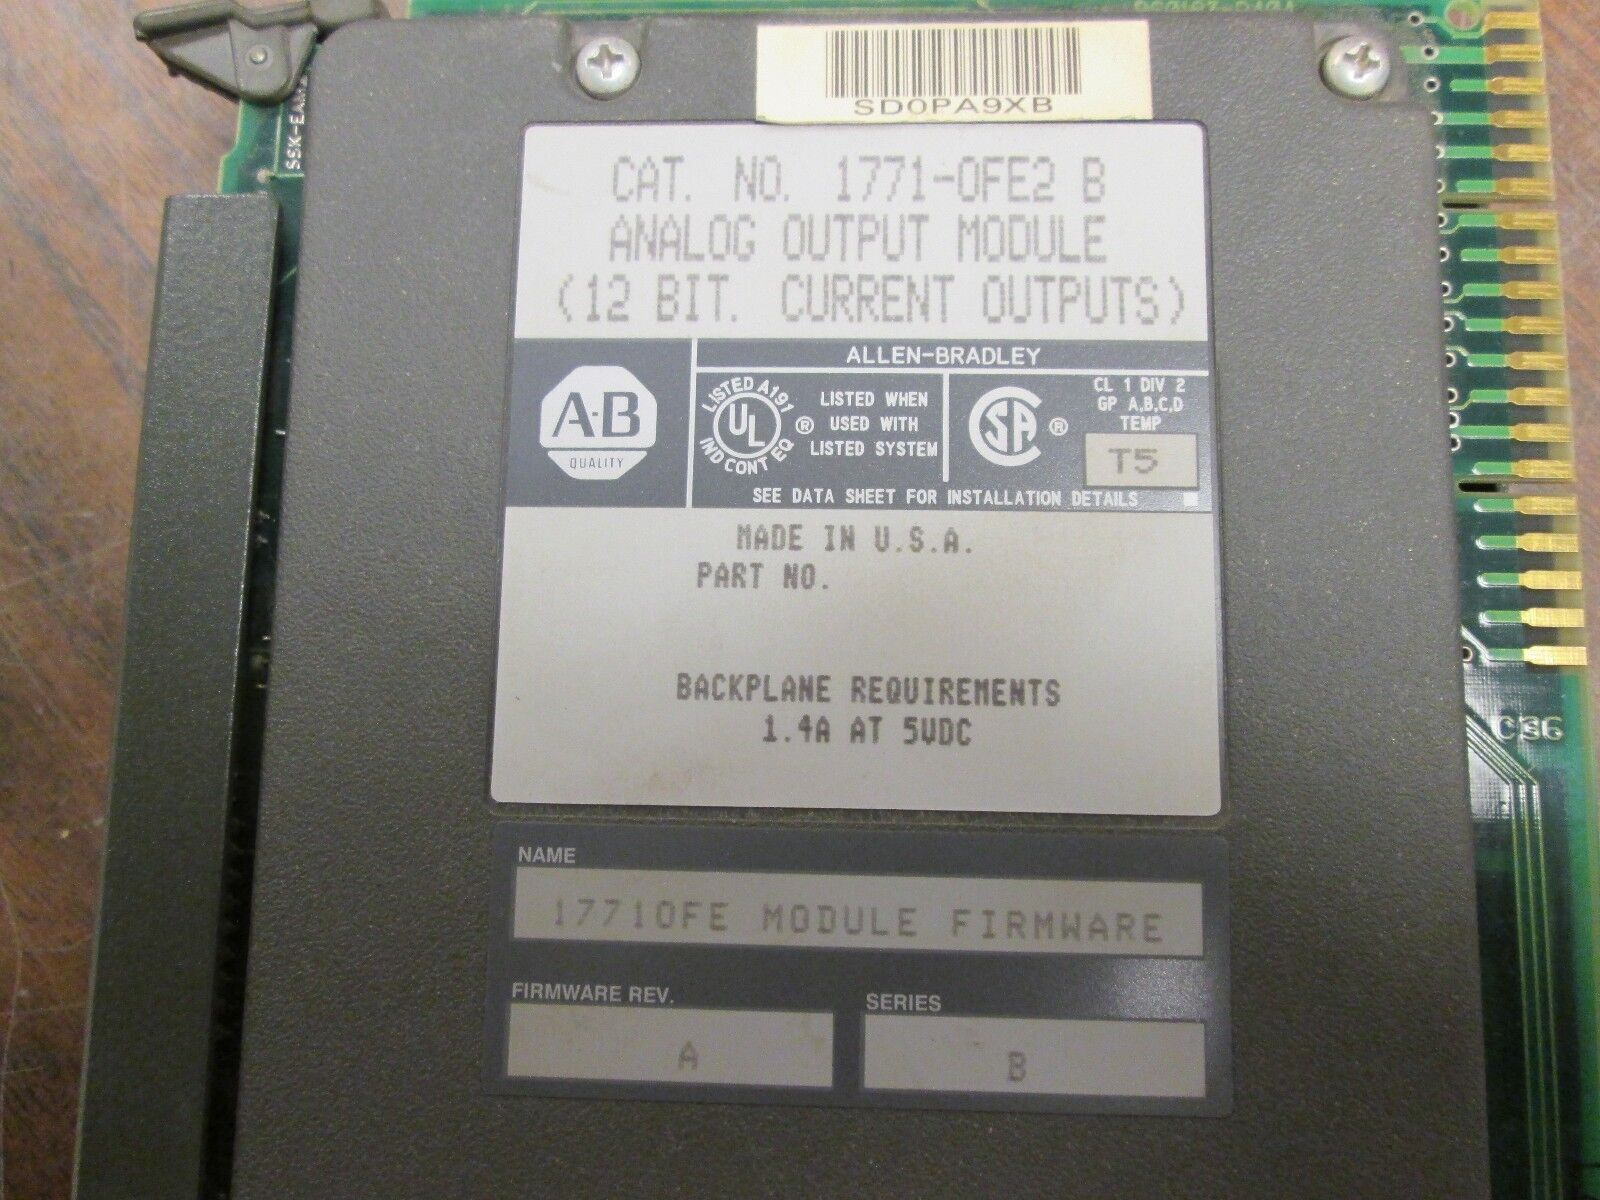 SD0PA9XB
CAT. NO. 1771-OFE2 B
ANALOG OUTPUT MODULE
(12 BIT. CURRENT OUTPUTS)
ALLEN-BRADLEY
A-B
QUALITY
LISTED A191
UL
IND CONT EQ
®
LISTED WHEN
USED WITH
LISTED SYSTEM
SA
®
CL 1 DIV 2
GP A,B,C,D
TEMP
T5
SEE DATA SHEET FOR INSTALLATION DETAILS
MADE IN U.S.A.
PART NO.
BACKPLANE REQUIREMENTS
1.4A AT 5VDC
NAME
1771OFE MODULE FIRMWARE
FIRMWARE REV.
A
SERIES
B
C36